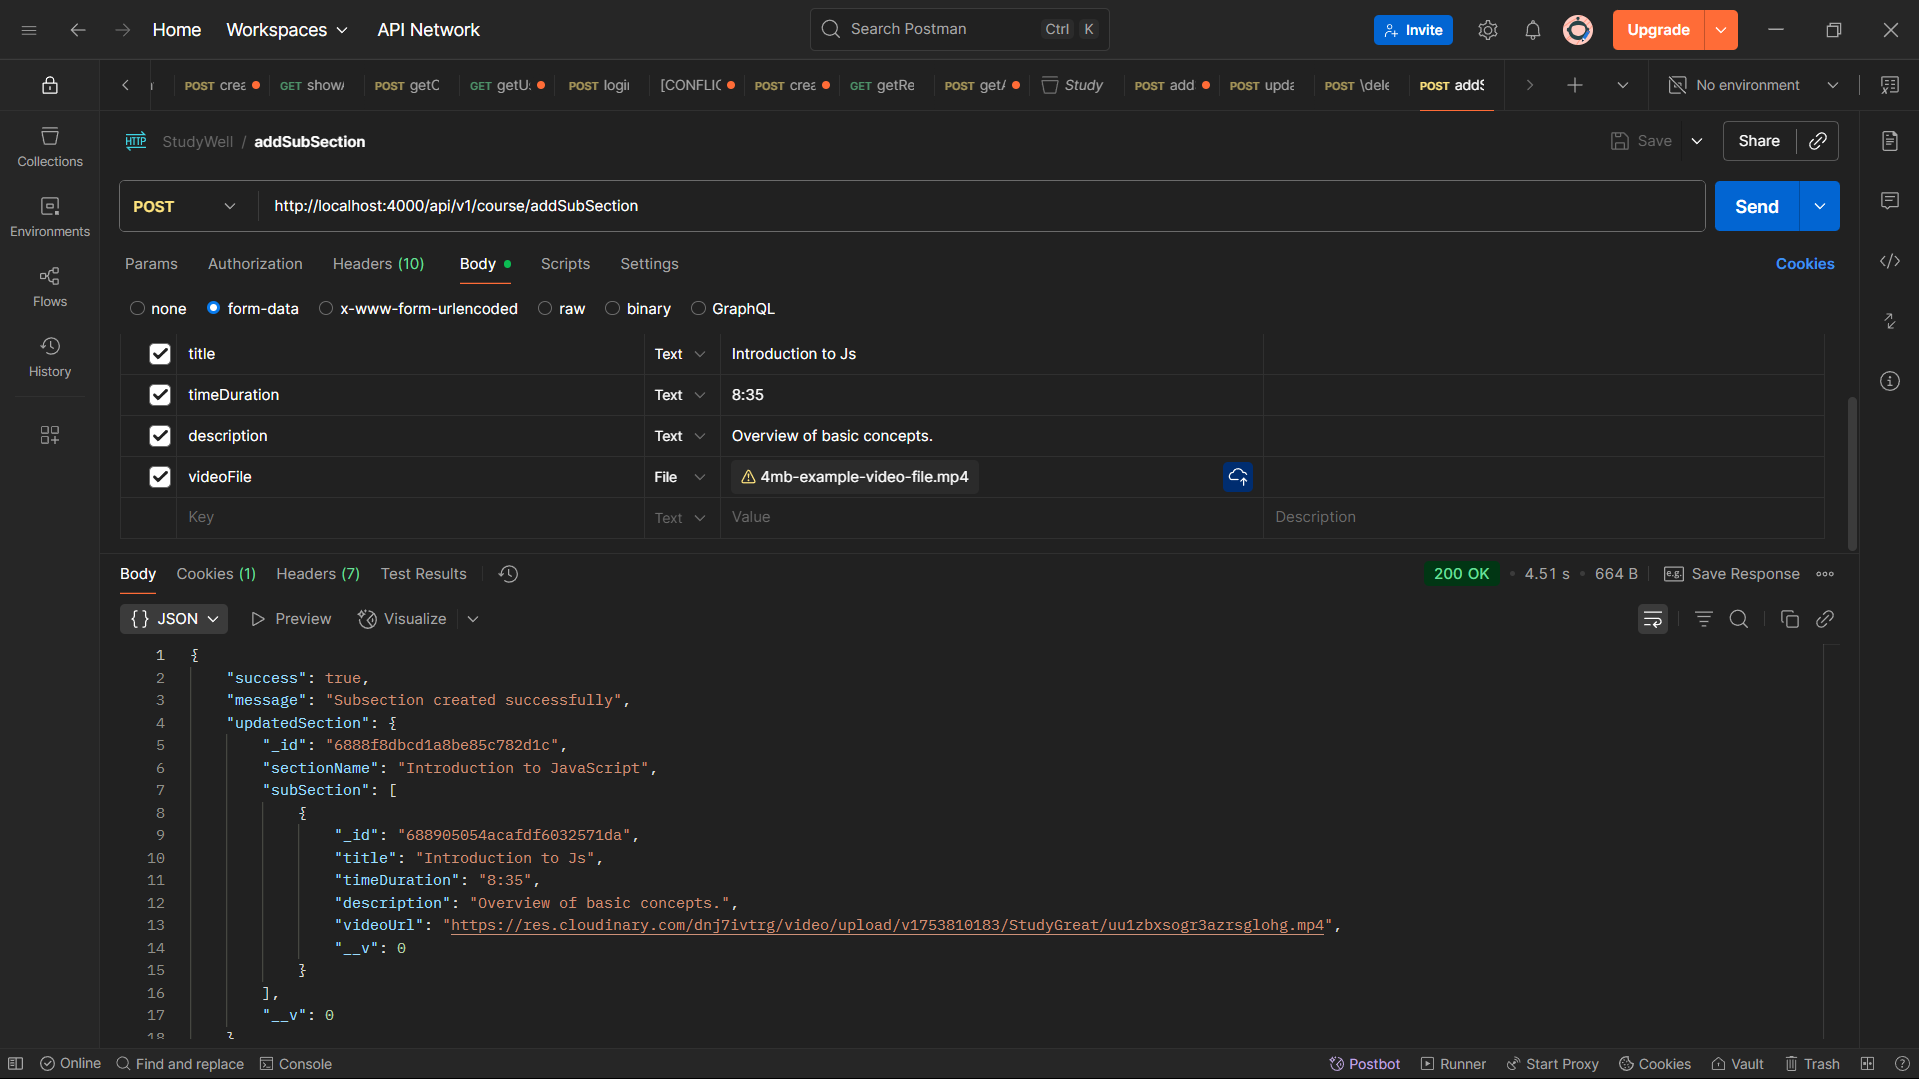 Home Workspaces API Network Search Postman Ctrl K Invite Upgrade
POST crea GET show POST getC GET getU POST logi [CONFLIC POST crea GET getRe POST getA Study POST add POST upda POST \dele POST addS No environment
StudyWell / addSubSection Save Share
POST http://localhost:4000/api/v1/course/addSubSection Send
Collections
Environments
Flows
History
Params Authorization Headers (10) Body Scripts Settings Cookies
none form-data x-www-form-urlencoded raw binary GraphQL
title Text Introduction to Js
timeDuration Text 8:35
description Text Overview of basic concepts.
videoFile File 4mb-example-video-file.mp4
Key Text Value Description
Body Cookies (1) Headers (7) Test Results 200 OK 4.51 s 664 B e.g. Save Response
{} JSON Preview Visualize
1 {
2 "success": true,
3 "message": "Subsection created successfully",
4 "updatedSection": {
5 "_id": "6888f8dbcd1a8be85c782d1c",
6 "sectionName": "Introduction to JavaScript",
7 "subSection": [
8 {
9 "_id": "688905054acafdf6032571da",
10 "title": "Introduction to Js",
11 "timeDuration": "8:35",
12 "description": "Overview of basic concepts.",
13 "videoUrl": "https://res.cloudinary.com/dnj7ivtrg/video/upload/v1753810183/StudyGreat/uu1zbxsogr3azrsglohg.mp4",
14 "__v": 0
15 }
16 ],
17 "__v": 0
18 }
Online Find and replace Console Postbot Runner Start Proxy Cookies Vault Trash